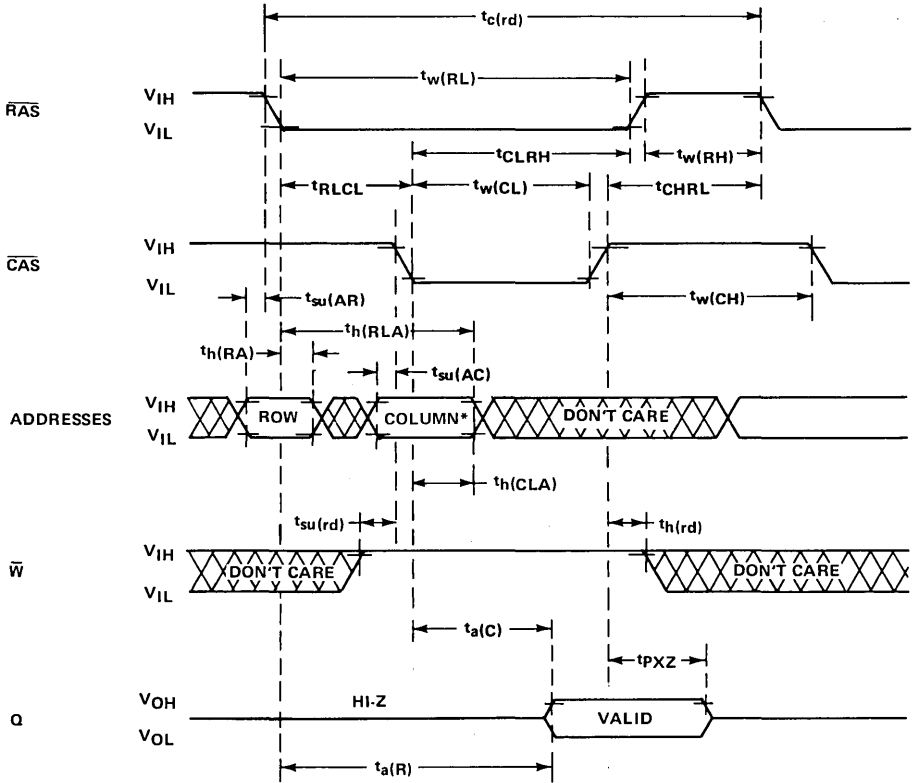 tc(rd)
tw(RL)
RAS
VIH
VIL
tCLRH
tw(RH)
tRLCL
tw(CL)
tCHRL
CAS
VIH
VIL
tsu(AR)
tw(CH)
th(RLA)
th(RA)
tsu(AC)
ADDRESSES
VIH
VIL
ROW
COLUMN*
DON'T CARE
th(CLA)
tsu(rd)
th(rd)
W
VIH
VIL
DON'T CARE
DON'T CARE
ta(C)
tPXZ
Q
VOH
VOL
HI-Z
VALID
ta(R)